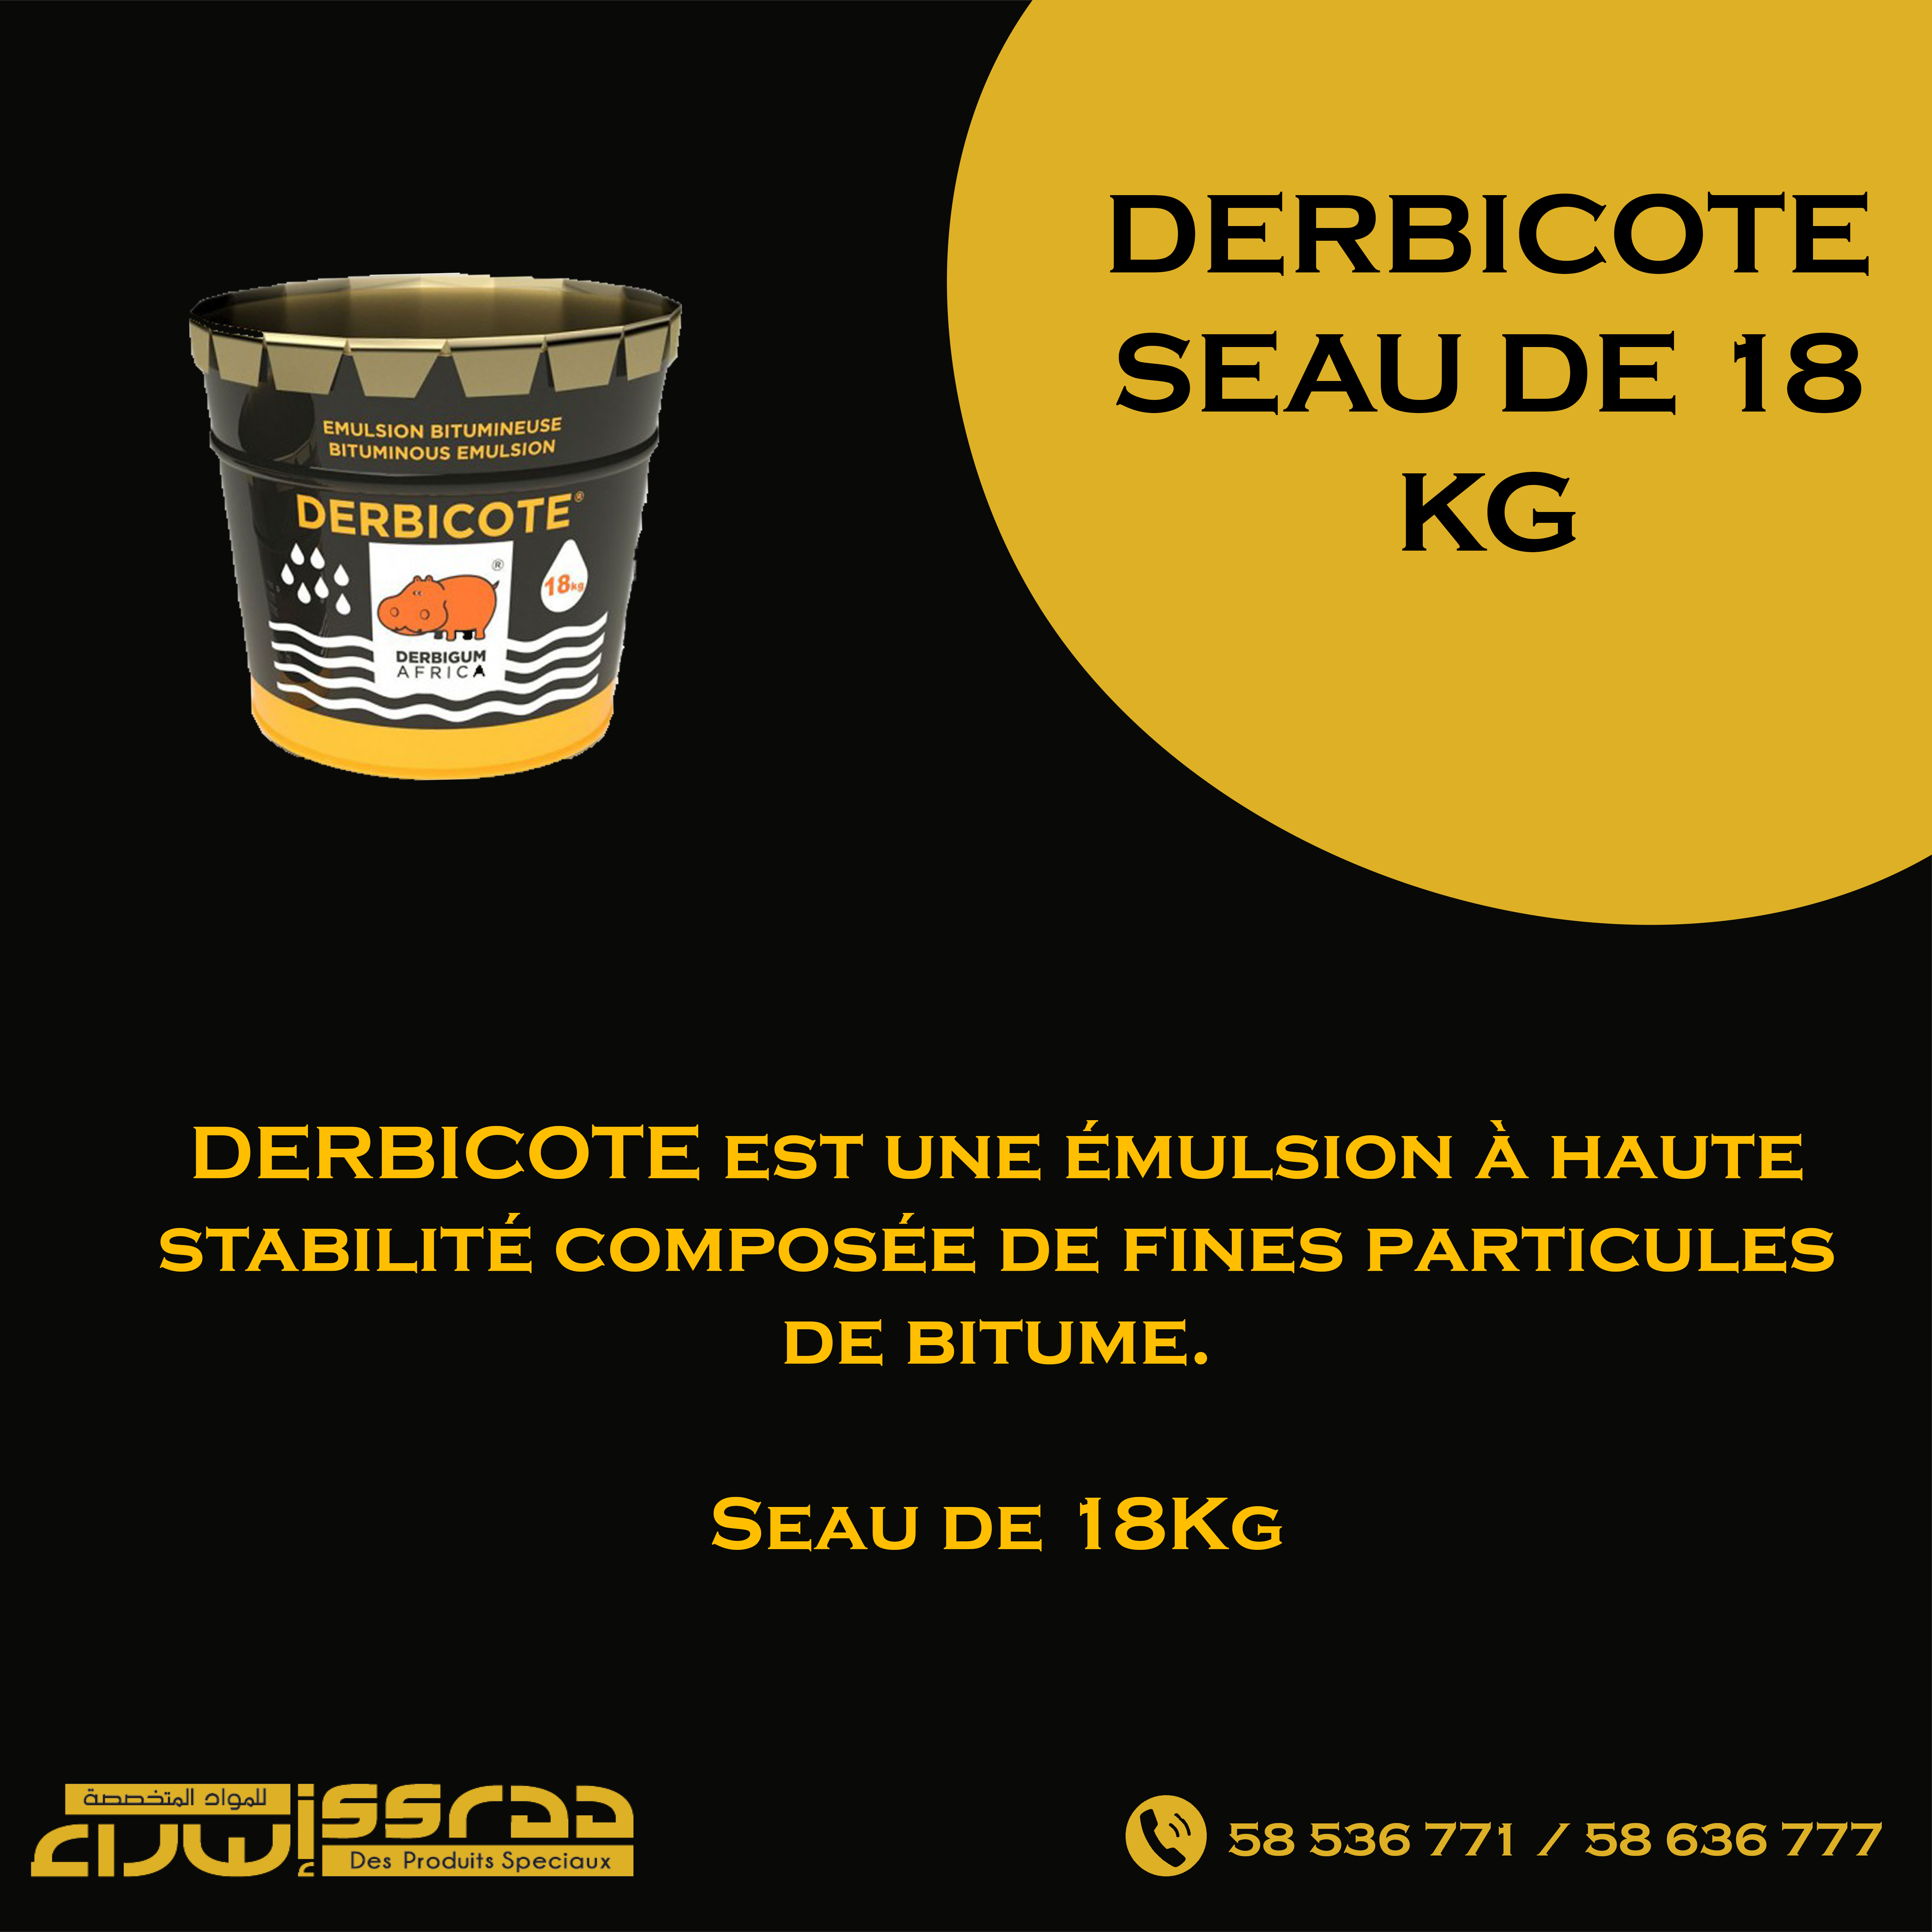 DERBICOTE
SEAU DE 18
KG
EMULSION BITUMINEUSE
BITUMINOUS EMULSION
DERBICOTE®
®
18kg
DERBIGUM
AFRICA
DERBICOTE EST UNE ÉMULSION À HAUTE
STABILITÉ COMPOSÉE DE FINES PARTICULES
DE BITUME.
SEAU DE 18KG
للمواد المتخصصة
إسراء
Des Produits Speciaux
58 536 771 / 58 636 777